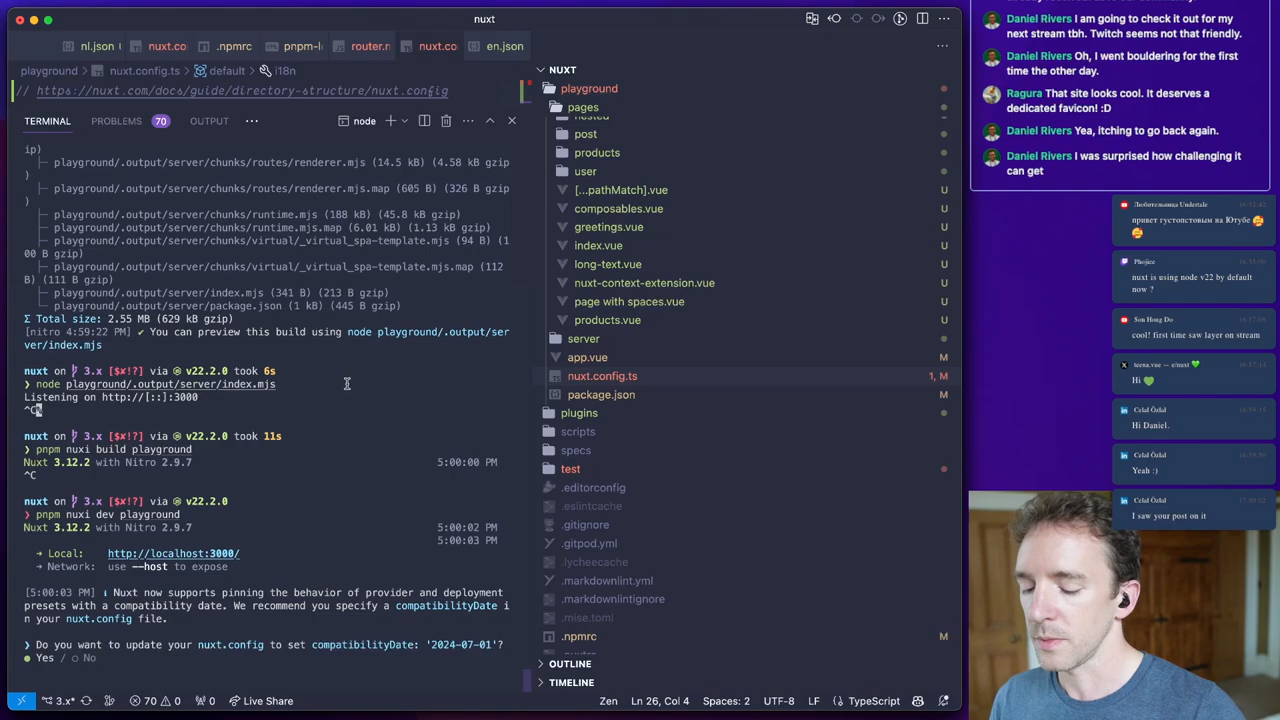 nuxt
nl.json
nuxt.co
.npmrc
pnpm-l
router.n
nuxt.co
en.json
playground > nuxt.config.ts > default > i18n
// https://nuxt.com/docs/guide/directory-structure/nuxt.config
TERMINAL
PROBLEMS 70
OUTPUT
node
ip)
├─ playground/.output/server/chunks/routes/renderer.mjs (14.5 kB) (4.58 kB gzip
)
├─ playground/.output/server/chunks/routes/renderer.mjs.map (605 B) (326 B gzip
)
├─ playground/.output/server/chunks/runtime.mjs (188 kB) (45.8 kB gzip)
├─ playground/.output/server/chunks/runtime.mjs.map (6.01 kB) (1.13 kB gzip)
├─ playground/.output/server/chunks/virtual/_virtual_spa-template.mjs (94 B) (1
00 B gzip)
├─ playground/.output/server/chunks/virtual/_virtual_spa-template.mjs.map (112
B) (111 B gzip)
├─ playground/.output/server/index.mjs (341 B) (213 B gzip)
└─ playground/.output/server/package.json (1 kB) (445 B gzip)
Σ Total size: 2.55 MB (629 kB gzip)
[nitro 4:59:22 PM] ✔ You can preview this build using node playground/.output/ser
ver/index.mjs
nuxt on 3.x [$✘!?] via v22.2.0 took 6s
❯ node playground/.output/server/index.mjs
Listening on http://[::]:3000
^C
nuxt on 3.x [$✘!?] via v22.2.0 took 11s
❯ pnpm nuxi build playground
Nuxt 3.12.2 with Nitro 2.9.7 5:00:00 PM
^C
nuxt on 3.x [$✘!?] via v22.2.0
❯ pnpm nuxi dev playground
Nuxt 3.12.2 with Nitro 2.9.7 5:00:02 PM
5:00:03 PM
➜ Local: http://localhost:3000/
➜ Network: use --host to expose
[5:00:03 PM] ℹ Nuxt now supports pinning the behavior of provider and deployment
presets with a compatibility date. We recommend you specify a compatibilityDate i
n your nuxt.config file.
❯ Do you want to update your nuxt.config to set compatibilityDate: '2024-07-01'?
● Yes / ○ No
NUXT
playground
pages
nested
post
products
user
[...pathMatch].vue U
composables.vue U
greetings.vue U
index.vue U
long-text.vue U
nuxt-context-extension.vue U
page with spaces.vue U
products.vue U
server
app.vue M
nuxt.config.ts 1, M
package.json M
plugins
scripts
specs
test
.editorconfig
.eslintcache
.gitignore
.gitpod.yml
.lycheecache
.markdownlint.yml
.markdownlintignore
.mise.toml
.npmrc M
OUTLINE
TIMELINE
3.x* 70 0 0 Live Share
Zen Ln 26, Col 4 Spaces: 2 UTF-8 LF TypeScript
Daniel Rivers I am going to check it out for my
next stream tbh. Twitch seems not that friendly.
Daniel Rivers Oh, I went bouldering for the first
time the other day.
Ragura That site looks cool. It deserves a
dedicated favicon! :D
Daniel Rivers Yea, itching to go back again.
Daniel Rivers I was surprised how challenging it
can get
Любительница Undertale
привет густопстовым на Ютубе 🥰
🥰
Phojiee
nuxt is using node v22 by default
now ?
Son Hong Do
cool! first time saw layer on stream
teena.vue — e/nuxt 💚
Hi 💚
Celal Özlal
Hi Daniel.
Celal Özlal
Yeah :)
Celal Özlal
I saw your post on it